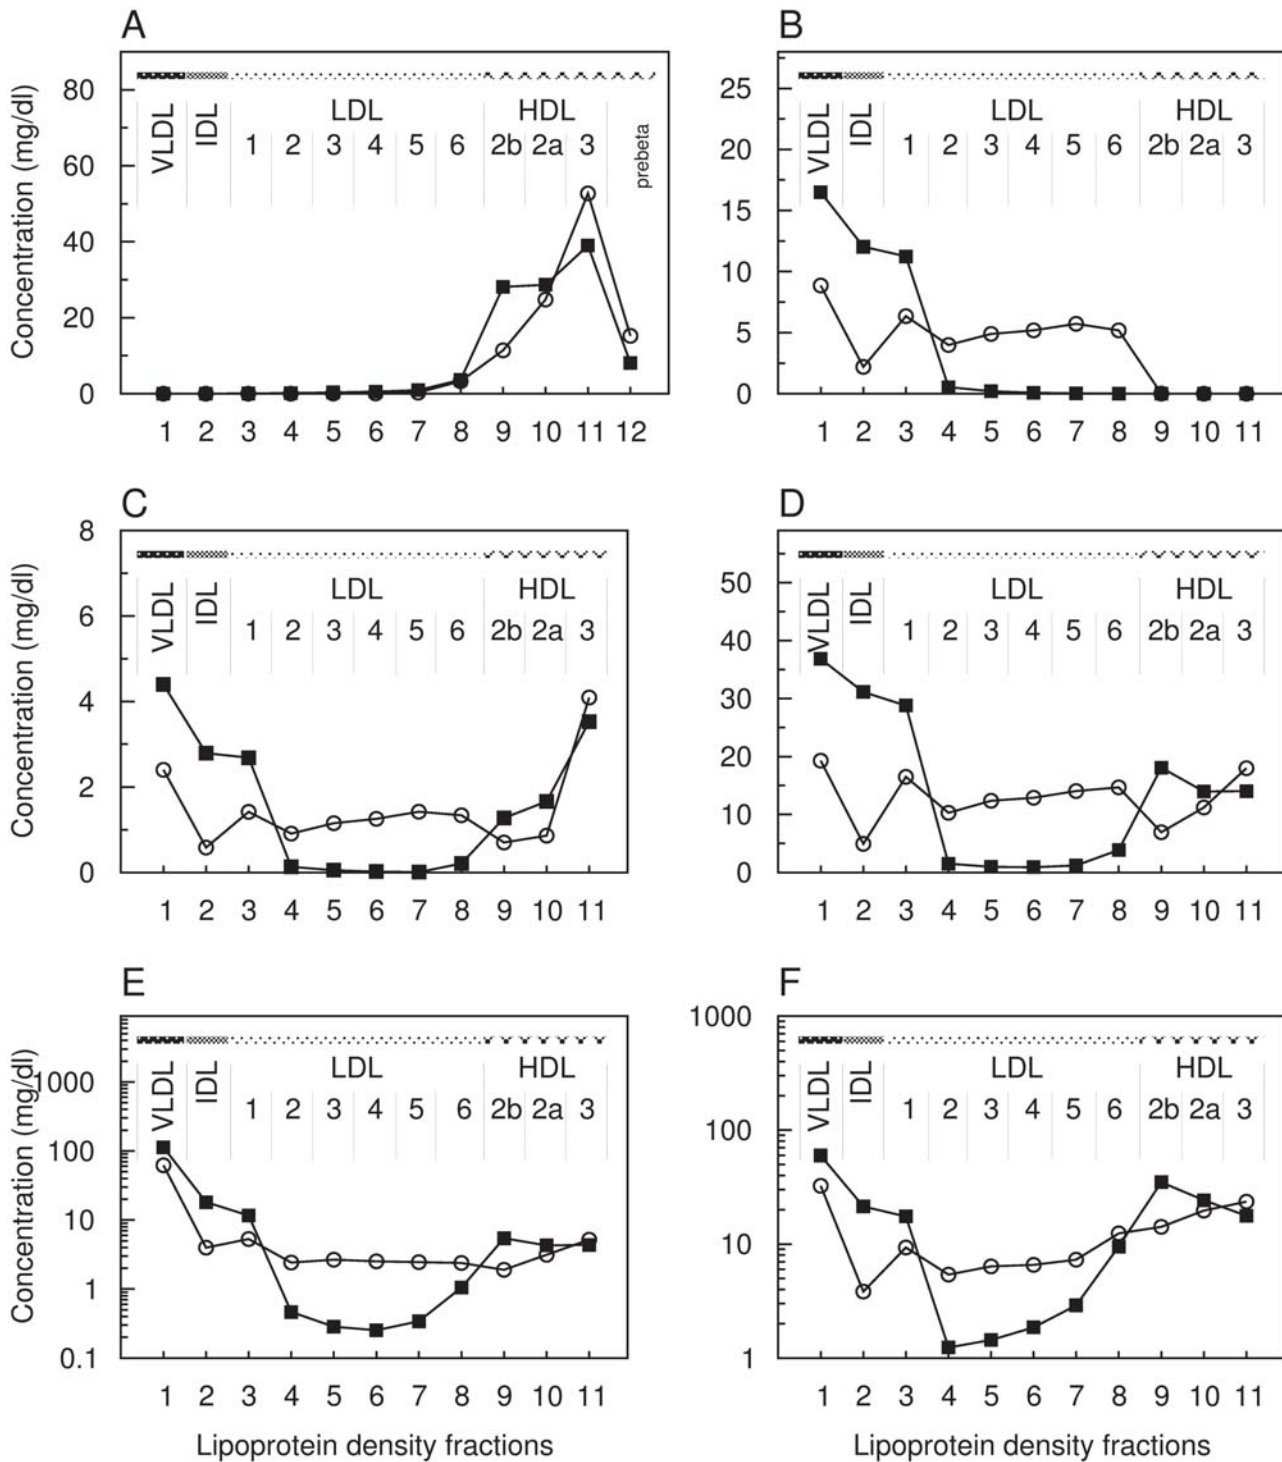 A
Concentration (mg/dl)
80
60
40
20
0
VLDL
IDL
LDL
HDL
1 2 3 4 5 6 2b 2a 3
prebeta
1 2 3 4 5 6 7 8 9 10 11 12
B
25
20
15
10
5
0
VLDL
IDL
LDL
HDL
1 2 3 4 5 6 2b 2a 3
1 2 3 4 5 6 7 8 9 10 11
C
Concentration (mg/dl)
8
6
4
2
0
VLDL
IDL
LDL
HDL
1 2 3 4 5 6 2b 2a 3
1 2 3 4 5 6 7 8 9 10 11
D
50
40
30
20
10
0
VLDL
IDL
LDL
HDL
1 2 3 4 5 6 2b 2a 3
1 2 3 4 5 6 7 8 9 10 11
E
Concentration (mg/dl)
1000
100
10
1
0.1
VLDL
IDL
LDL
HDL
1 2 3 4 5 6 2b 2a 3
1 2 3 4 5 6 7 8 9 10 11
Lipoprotein density fractions
F
1000
100
10
1
VLDL
IDL
LDL
HDL
1 2 3 4 5 6 2b 2a 3
1 2 3 4 5 6 7 8 9 10 11
Lipoprotein density fractions